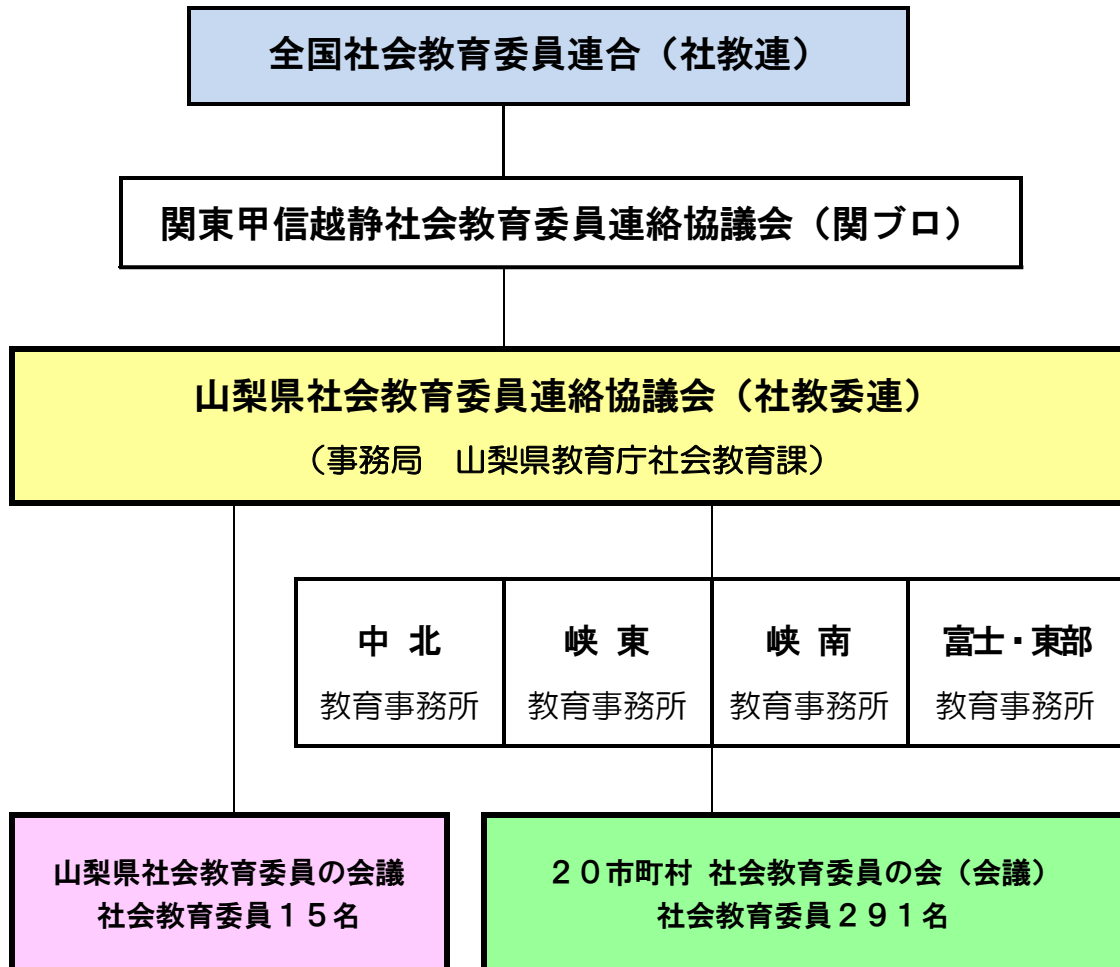 全国社会教育委員連合（社教連）
関東甲信越静社会教育委員連絡協議会（関ブロ）
山梨県社会教育委員連絡協議会（社教委連）
（事務局　山梨県教育庁社会教育課）
中 北
教育事務所
峡 東
教育事務所
峡 南
教育事務所
富士・東部
教育事務所
山梨県社会教育委員の会議
社会教育委員１５名
２０市町村 社会教育委員の会（会議）
社会教育委員２９１名